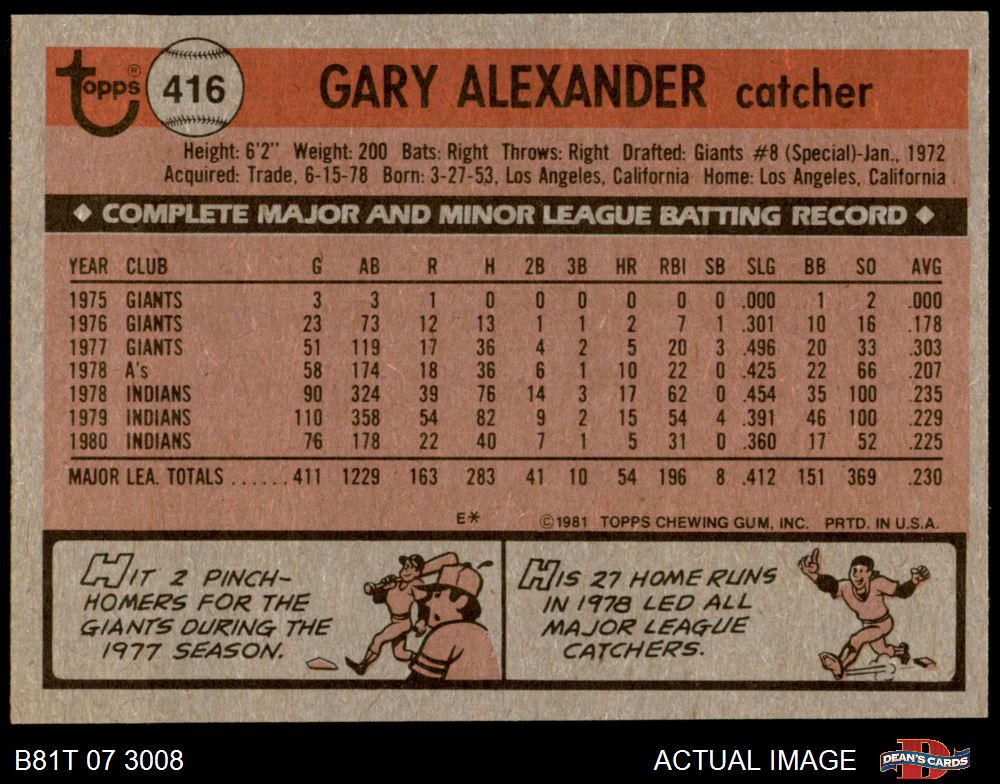 Topps® 416 GARY ALEXANDER catcher
Height: 6'2" Weight: 200 Bats: Right Throws: Right Drafted: Giants #8 (Special)-Jan., 1972
Acquired: Trade, 6-15-78 Born: 3-27-53, Los Angeles, California Home: Los Angeles, California
◆ COMPLETE MAJOR AND MINOR LEAGUE BATTING RECORD ◆
YEAR CLUB G AB R H 2B 3B HR RBI SB SLG BB SO AVG
1975 GIANTS 3 3 1 0 0 0 0 0 0 .000 1 2 .000
1976 GIANTS 23 73 12 13 1 1 2 7 1 .301 10 16 .178
1977 GIANTS 51 119 17 36 4 2 5 20 3 .496 20 33 .303
1978 A's 58 174 18 36 6 1 10 22 0 .425 22 66 .207
1978 INDIANS 90 324 39 76 14 3 17 62 0 .454 35 100 .235
1979 INDIANS 110 358 54 82 9 2 15 54 4 .391 46 100 .229
1980 INDIANS 76 178 22 40 7 1 5 31 0 .360 17 52 .225
MAJOR LEA. TOTALS ......411 1229 163 283 41 10 54 196 8 .412 151 369 .230
E* ©1981 TOPPS CHEWING GUM, INC. PRTD. IN U.S.A.
HIT 2 PINCH-
HOMERS FOR THE
GIANTS DURING THE
1977 SEASON.
HIS 27 HOME RUNS
IN 1978 LED ALL
MAJOR LEAGUE
CATCHERS.
B81T 07 3008 ACTUAL IMAGE DEAN'S CARDS